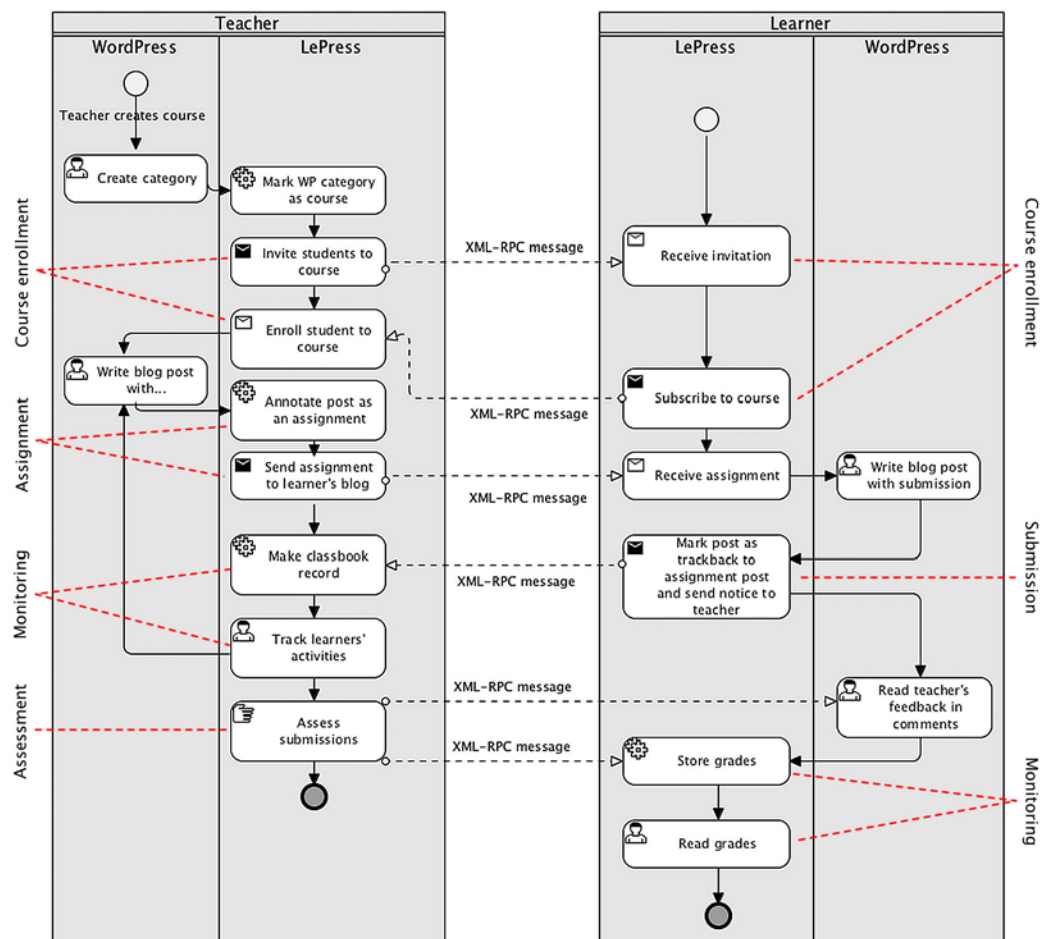 Teacher
Learner
WordPress
LePress
LePress
WordPress
Teacher creates course
Create category
Mark WP category
as course
Course enrollment
Invite students to
course
XML-RPC message
Receive invitation
Course enrollment
Enroll student to
course
Write blog post
with...
Annotate post as
an assignment
XML-RPC message
Subscribe to course
Assignment
Send assignment
to learner's blog
XML-RPC message
Receive assignment
Write blog post
with submission
Monitoring
Make classbook
record
XML-RPC message
Mark post as
trackback to
assignment post
and send notice to
teacher
Submission
Track learners'
activities
XML-RPC message
Read teacher's
feedback in
comments
Assessment
Assess
submissions
XML-RPC message
Store grades
Monitoring
Read grades